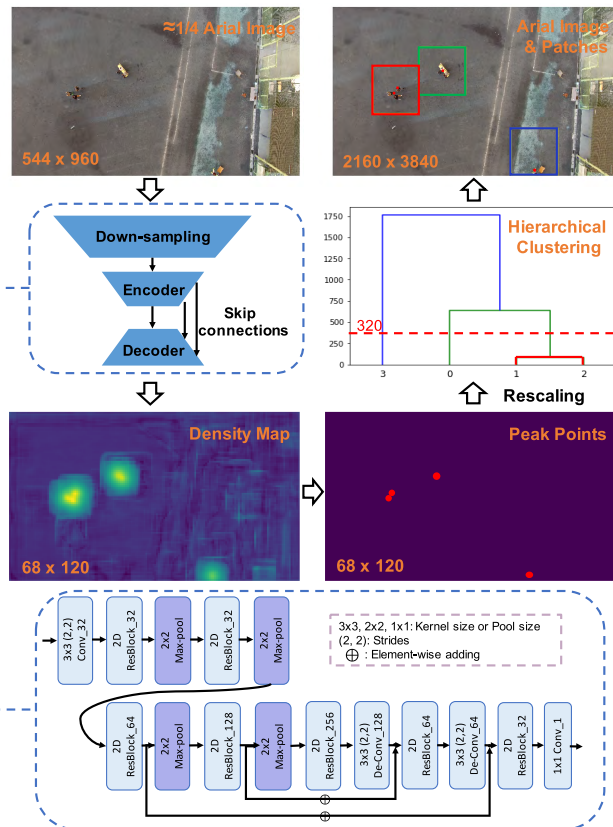 ≈1/4 Arial Image
544 x 960
Arial Image
& Patches
2160 x 3840
Down-sampling
Encoder
Skip
connections
Decoder
Hierarchical
Clustering
1750
1500
1250
1000
750
500
250
0
320
3
0
1
2
Rescaling
Density Map
68 x 120
Peak Points
68 x 120
3x3 (2,2)
Conv_32
2D
ResBlock_32
2x2
Max-pool
2D
ResBlock_32
2x2
Max-pool
3x3, 2x2, 1x1: Kernel size or Pool size
(2, 2): Strides
⊕ : Element-wise adding
2D
ResBlock_64
2x2
Max-pool
2D
ResBlock_128
2x2
Max-pool
2D
ResBlock_256
3x3 (2,2)
De-Conv_128
2D
ResBlock_64
3x3 (2,2)
De-Conv_64
2D
ResBlock_32
1x1 Conv_1